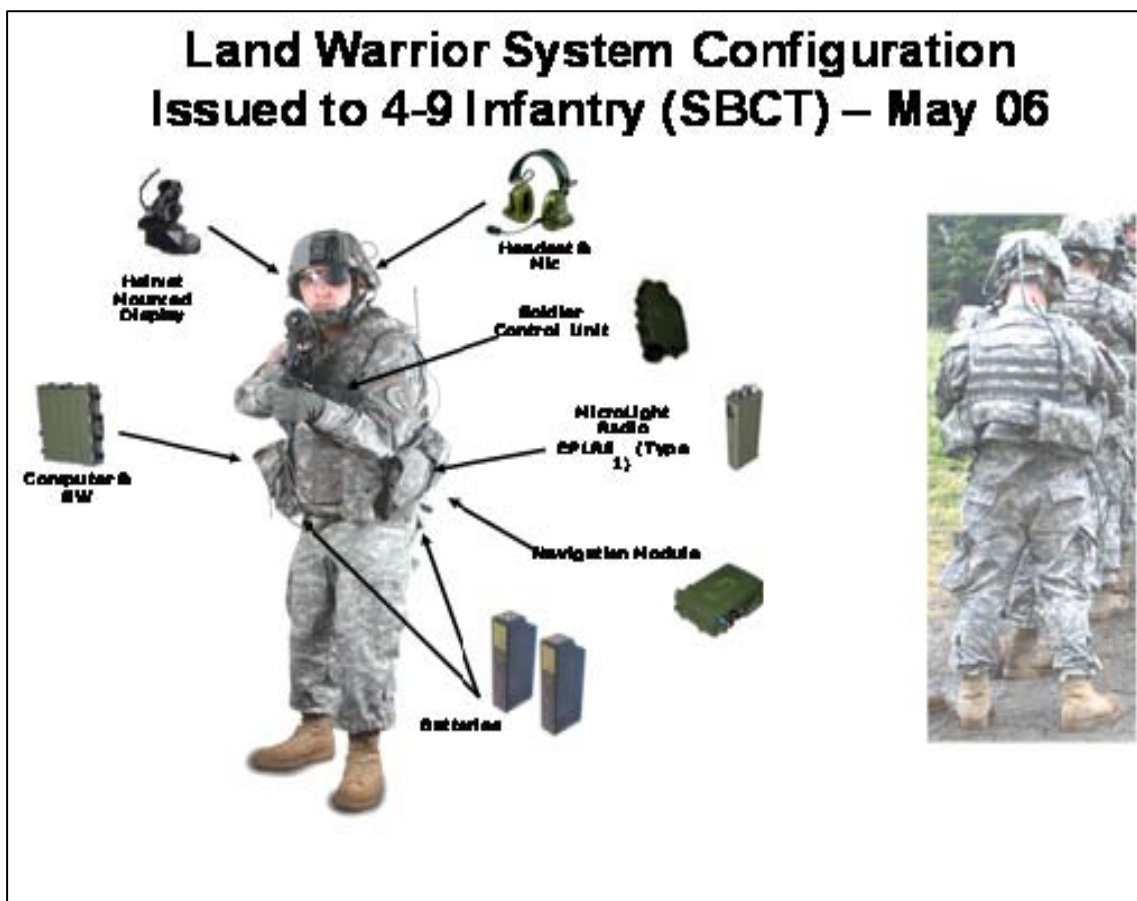 Land Warrior System Configuration
Issued to 4-9 Infantry (SBCT) – May 06
Headset &
Mic
Helmet
Mounted
Display
Soldier
Control Unit
MicroLight
Radio
EPLRS (Type
1)
Computer &
SW
Navigation Module
Batteries